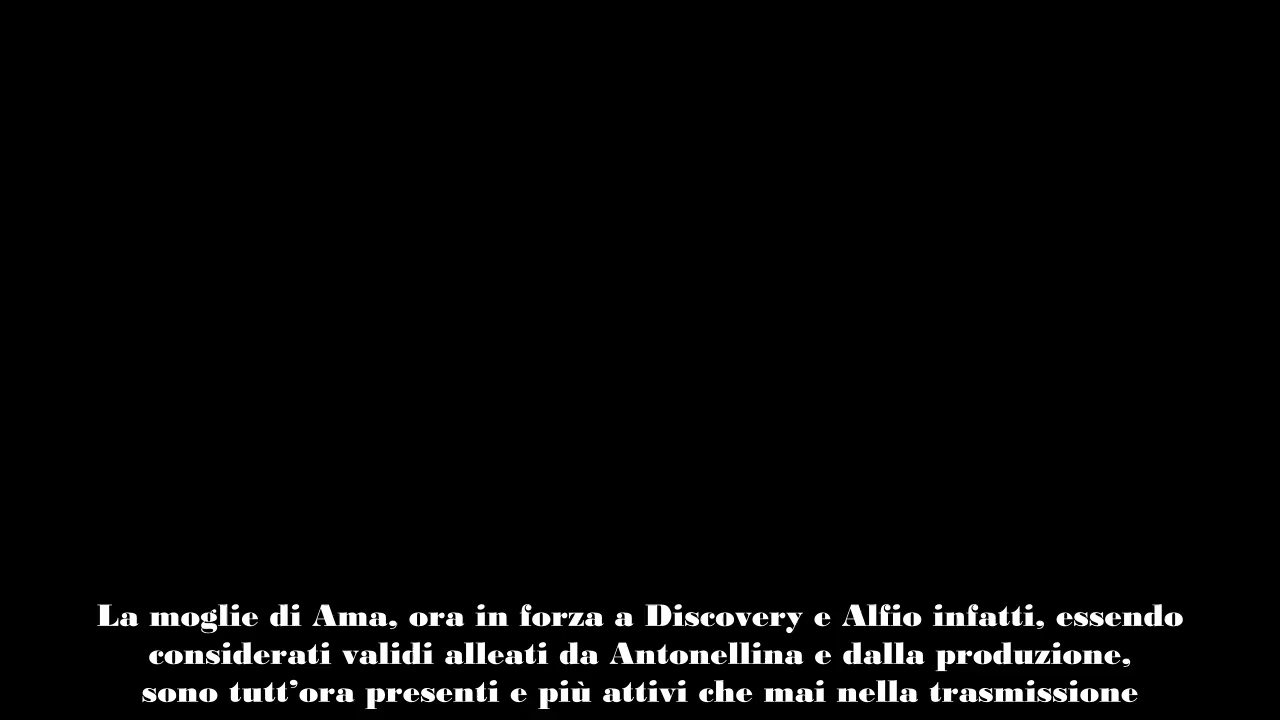 La moglie di Ama, ora in forza a Discovery e Alfio infatti, essendo
considerati validi alleati da Antonellina e dalla produzione,
sono tutt’ora presenti e più attivi che mai nella trasmissione